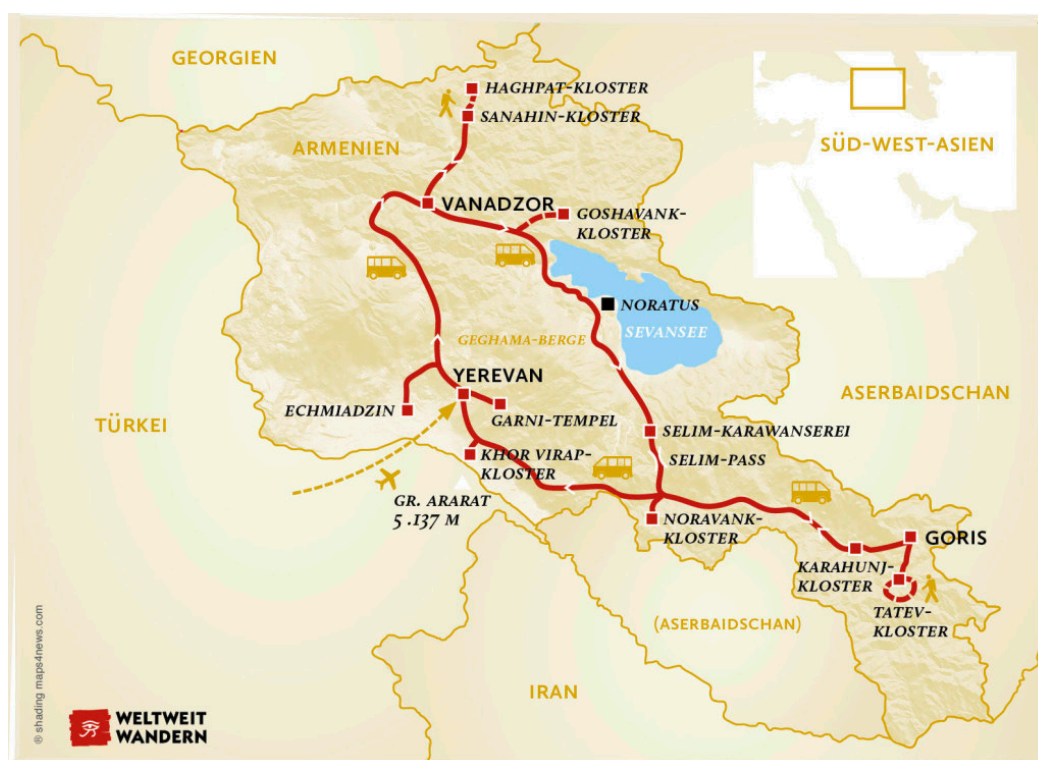 GEORGIEN
HAGHPAT-KLOSTER
SANAHIN-KLOSTER
ARMENIEN
SÜD-WEST-ASIEN
VANADZOR
GOSHAVANK-
KLOSTER
NORATUS
SEVANSEE
GEGHAMA-BERGE
YEREVAN
ASERBAIDSCHAN
TÜRKEI
ECHMIADZIN
GARNI-TEMPEL
SELIM-KARAWANSEREI
KHOR VIRAP-
KLOSTER
SELIM-PASS
GR. ARARAT
5 .137 M
NORAVANK-
KLOSTER
GORIS
KARAHUNJ-
KLOSTER
TATEV-
KLOSTER
(ASERBAIDSCHAN)
IRAN
® shading maps4news.com
WELTWEIT
WANDERN